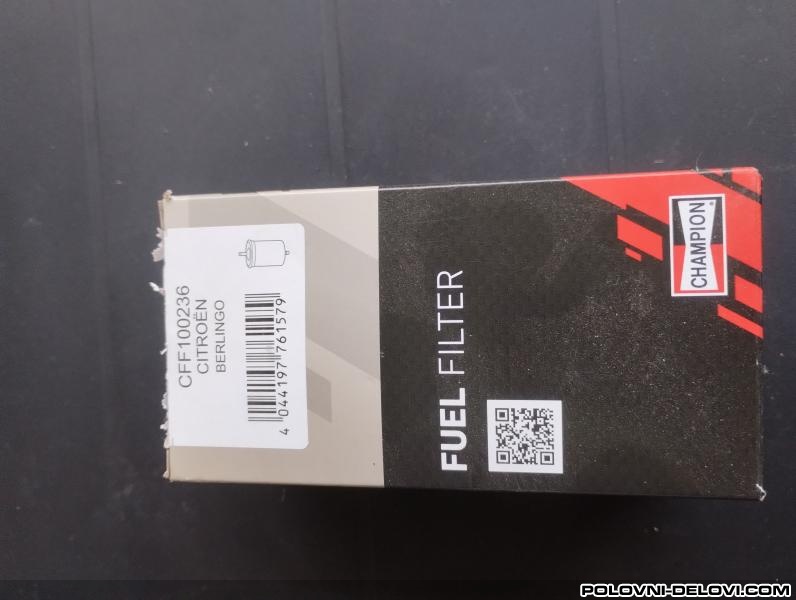 CFF100236
CITROËN
BERLINGO
4 044197 761579
FUEL FILTER
CHAMPION
POLOVNI-DELOVI.COM